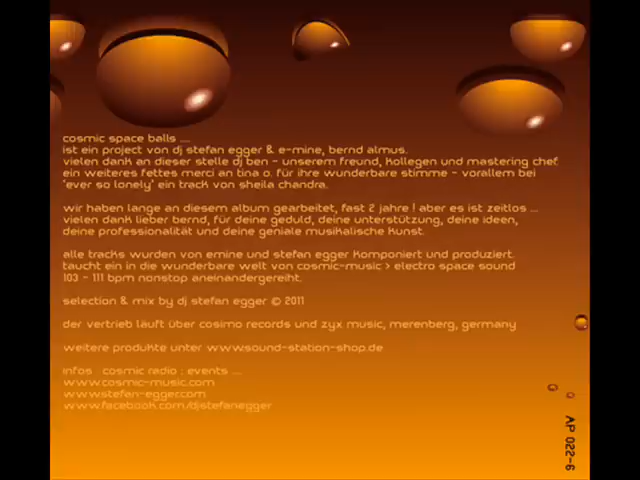 cosmic space balls ....
ist ein project von dj stefan egger & e-mine, bernd almus.
vielen dank an dieser stelle dj ben - unserem freund, kollegen und mastering chef
ein weiteres fettes merci an tina o. für ihre wunderbare stimme - vorallem bei
'ever so lonely' ein track von sheila chandra.
wir haben lange an diesem album gearbeitet, fast 2 jahre ! aber es ist zeitlos ...
vielen dank lieber bernd, für deine geduld, deine unterstützung, deine ideen,
deine professionalität und deine geniale musikalische kunst.
alle tracks wurden von emine und stefan egger komponiert und produziert.
taucht ein in die wunderbare welt von cosmic-music > electro space sound
103 - 111 bpm nonstop aneinandergereiht.
selection & mix by dj stefan egger © 2011
der vertrieb läuft über cosimo records und zyx music, merenberg, germany
weitere produkte unter www.sound-station-shop.de
infos : cosmic radio : events ....
www.cosmic-music.com
www.stefan-egger.com
www.facebook.com/djstefanegger
AP 022-6